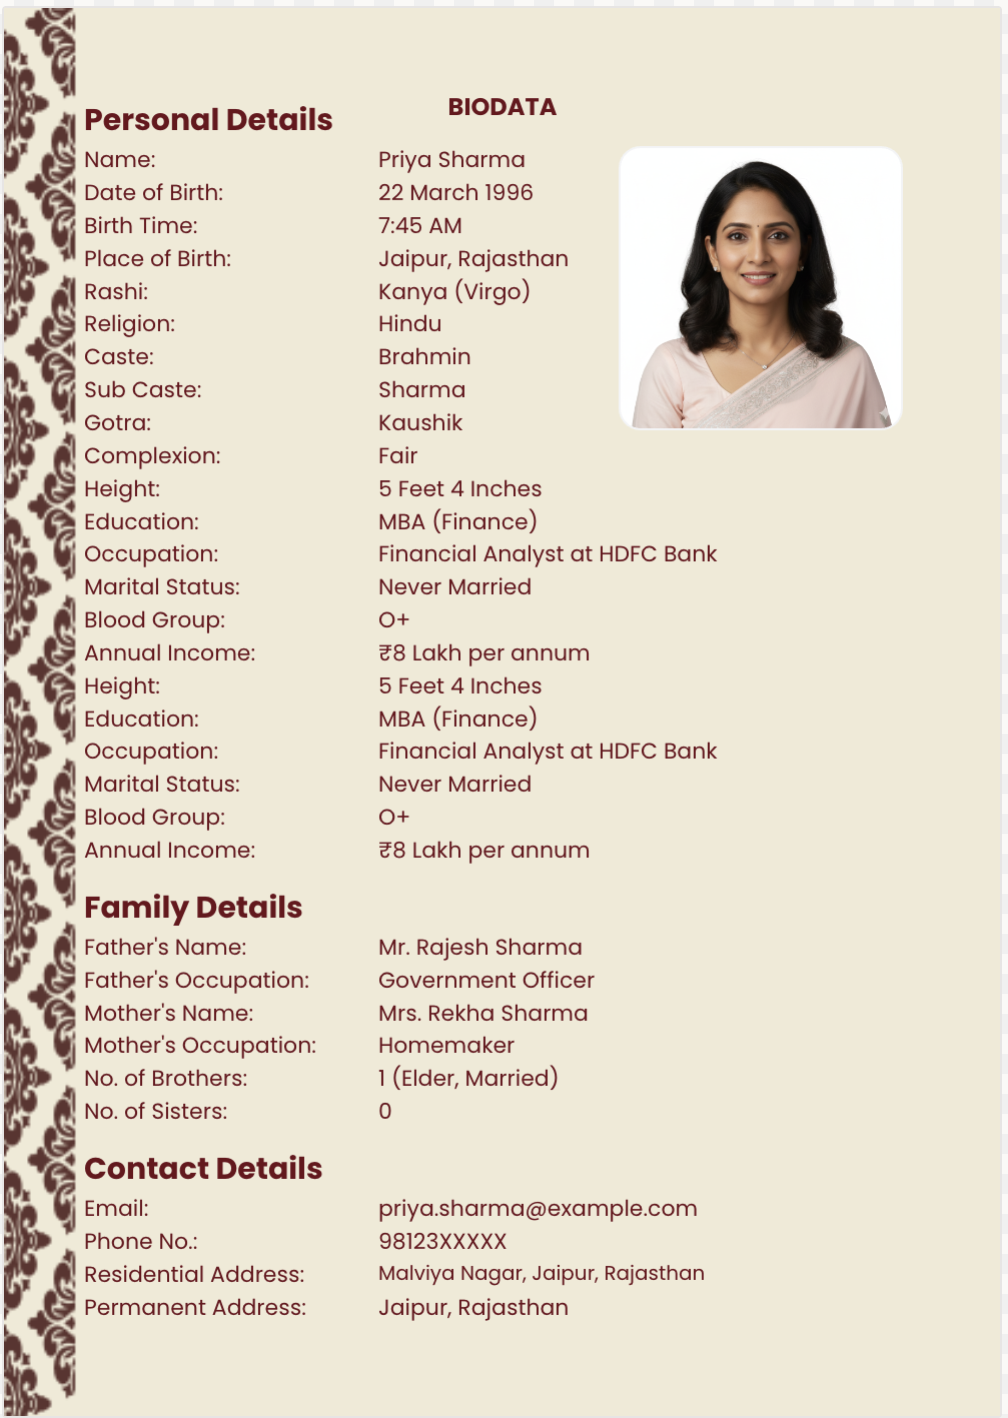 BIODATA
Personal Details
Name: Priya Sharma
Date of Birth: 22 March 1996
Birth Time: 7:45 AM
Place of Birth: Jaipur, Rajasthan
Rashi: Kanya (Virgo)
Religion: Hindu
Caste: Brahmin
Sub Caste: Sharma
Gotra: Kaushik
Complexion: Fair
Height: 5 Feet 4 Inches
Education: MBA (Finance)
Occupation: Financial Analyst at HDFC Bank
Marital Status: Never Married
Blood Group: O+
Annual Income: ₹8 Lakh per annum
Height: 5 Feet 4 Inches
Education: MBA (Finance)
Occupation: Financial Analyst at HDFC Bank
Marital Status: Never Married
Blood Group: O+
Annual Income: ₹8 Lakh per annum
Family Details
Father's Name: Mr. Rajesh Sharma
Father's Occupation: Government Officer
Mother's Name: Mrs. Rekha Sharma
Mother's Occupation: Homemaker
No. of Brothers: 1 (Elder, Married)
No. of Sisters: 0
Contact Details
Email: priya.sharma@example.com
Phone No.: 98123XXXXX
Residential Address: Malviya Nagar, Jaipur, Rajasthan
Permanent Address: Jaipur, Rajasthan